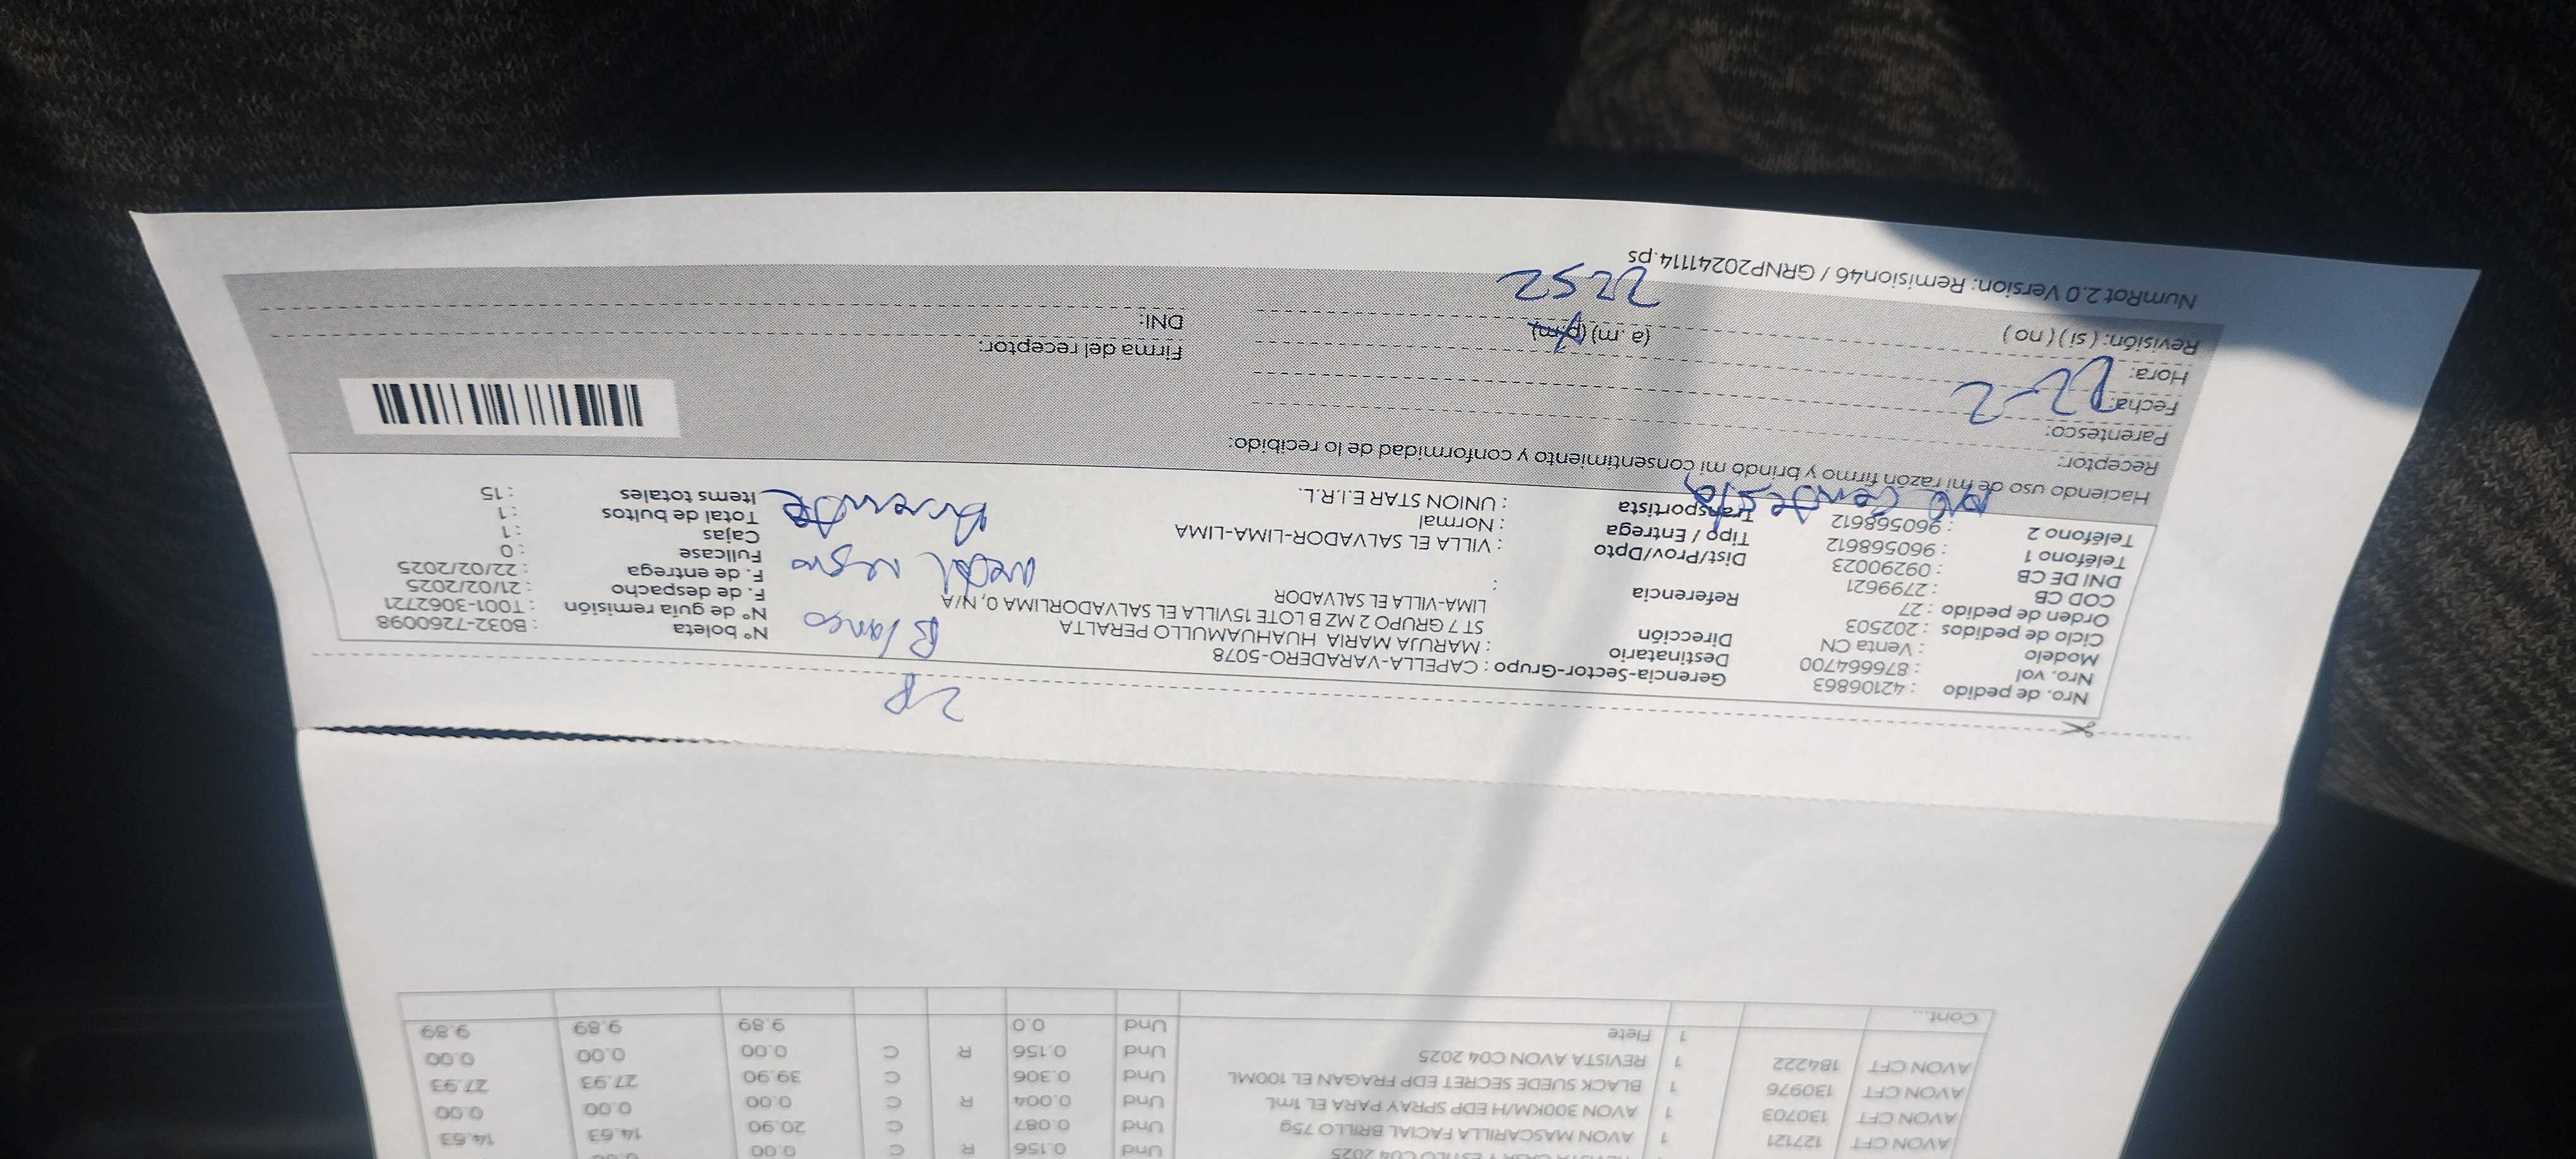 AVON CFT 127121 1 AVON MASCARILLA FACIAL BRILLO 75g Und 0.087 C 20.90 14.63 14.63
AVON CFT 130703 1 AVON 300KM/H EDP SPRAY PARA EL 1mL Und 0.004 R C 0.00 0.00 0.00
AVON CFT 130976 1 BLACK SUEDE SECRET EDP FRAGAN EL 100ML Und 0.306 C 39.90 27.93 27.93
AVON CFT 184222 1 REVISTA AVON C04 2025 Und 0.156 R C 0.00 0.00 0.00
1 Flete Und 0.0 9.89 9.89 9.89
Cont...
2P
Nro. de pedido : 42106863
Nro. vol : 876664700
Modelo : Venta CN
Ciclo de pedidos : 202503
Orden de pedido : 27
COD CB : 2799621
DNI DE CB : 09290023
Teléfono 1 : 960568612
Teléfono 2 : 960568612
Gerencia-Sector-Grupo : CAPELLA-VARADERO-5078
Destinatario : MARUJA MARIA HUAHUAMULLO PERALTA
Dirección ST 7 GRUPO 2 MZ B LOTE 15VILLA EL SALVADORLIMA 0, N/A
LIMA-VILLA EL SALVADOR
Referencia :
Dist/Prov/Dpto : VILLA EL SALVADOR-LIMA-LIMA
Tipo / Entrega : Normal
Transportista : UNION STAR E.I.R.L.
Blanco
negro
N° boleta : B032-7260098
N° de guía remisión : T001-3062721
F. de despacho : 21/02/2025
F. de entrega : 22/02/2025
Fullcase : 0
Cajas : 1
Total de bultos : 1
Items totales : 15
Haciendo uso de mi razón firmo y brindo mi consentimiento y conformidad de lo recibido:
Receptor:
Parentesco:
Fecha: 22-2
Hora: (a .m) (p.m)
Revisión: ( si ) ( no )
2252
Firma del receptor:
DNI:
NumRot 2.0 Version: Remision46 / GRNP20241114.ps